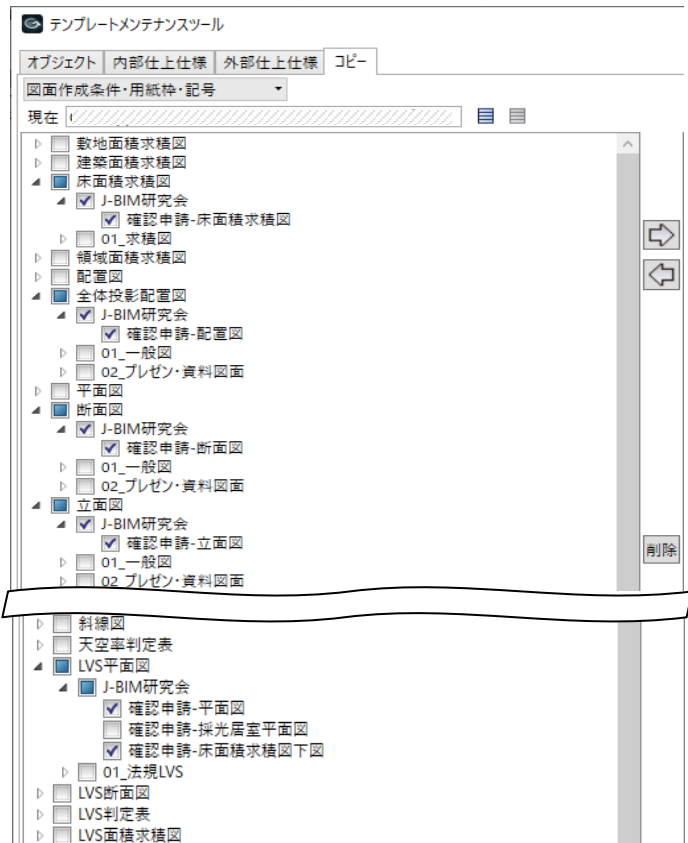 テンプレートメンテナンスツール
オブジェクト 内部仕上仕様 外部仕上仕様 コピー
図面作成条件・用紙枠・記号
現在
敷地面積求積図
建築面積求積図
床面積求積図
J-BIM研究会
確認申請-床面積求積図
01_求積図
領域面積求積図
配置図
全体投影配置図
J-BIM研究会
確認申請-配置図
01_一般図
02_プレゼン・資料図面
平面図
断面図
J-BIM研究会
確認申請-断面図
01_一般図
02_プレゼン・資料図面
立面図
J-BIM研究会
確認申請-立面図
削除
01_一般図
02_プレゼン・資料図面
斜線図
天空率判定表
LVS平面図
J-BIM研究会
確認申請-平面図
確認申請-採光居室平面図
確認申請-床面積求積図下図
01_法規LVS
LVS断面図
LVS判定表
LVS面積求積図